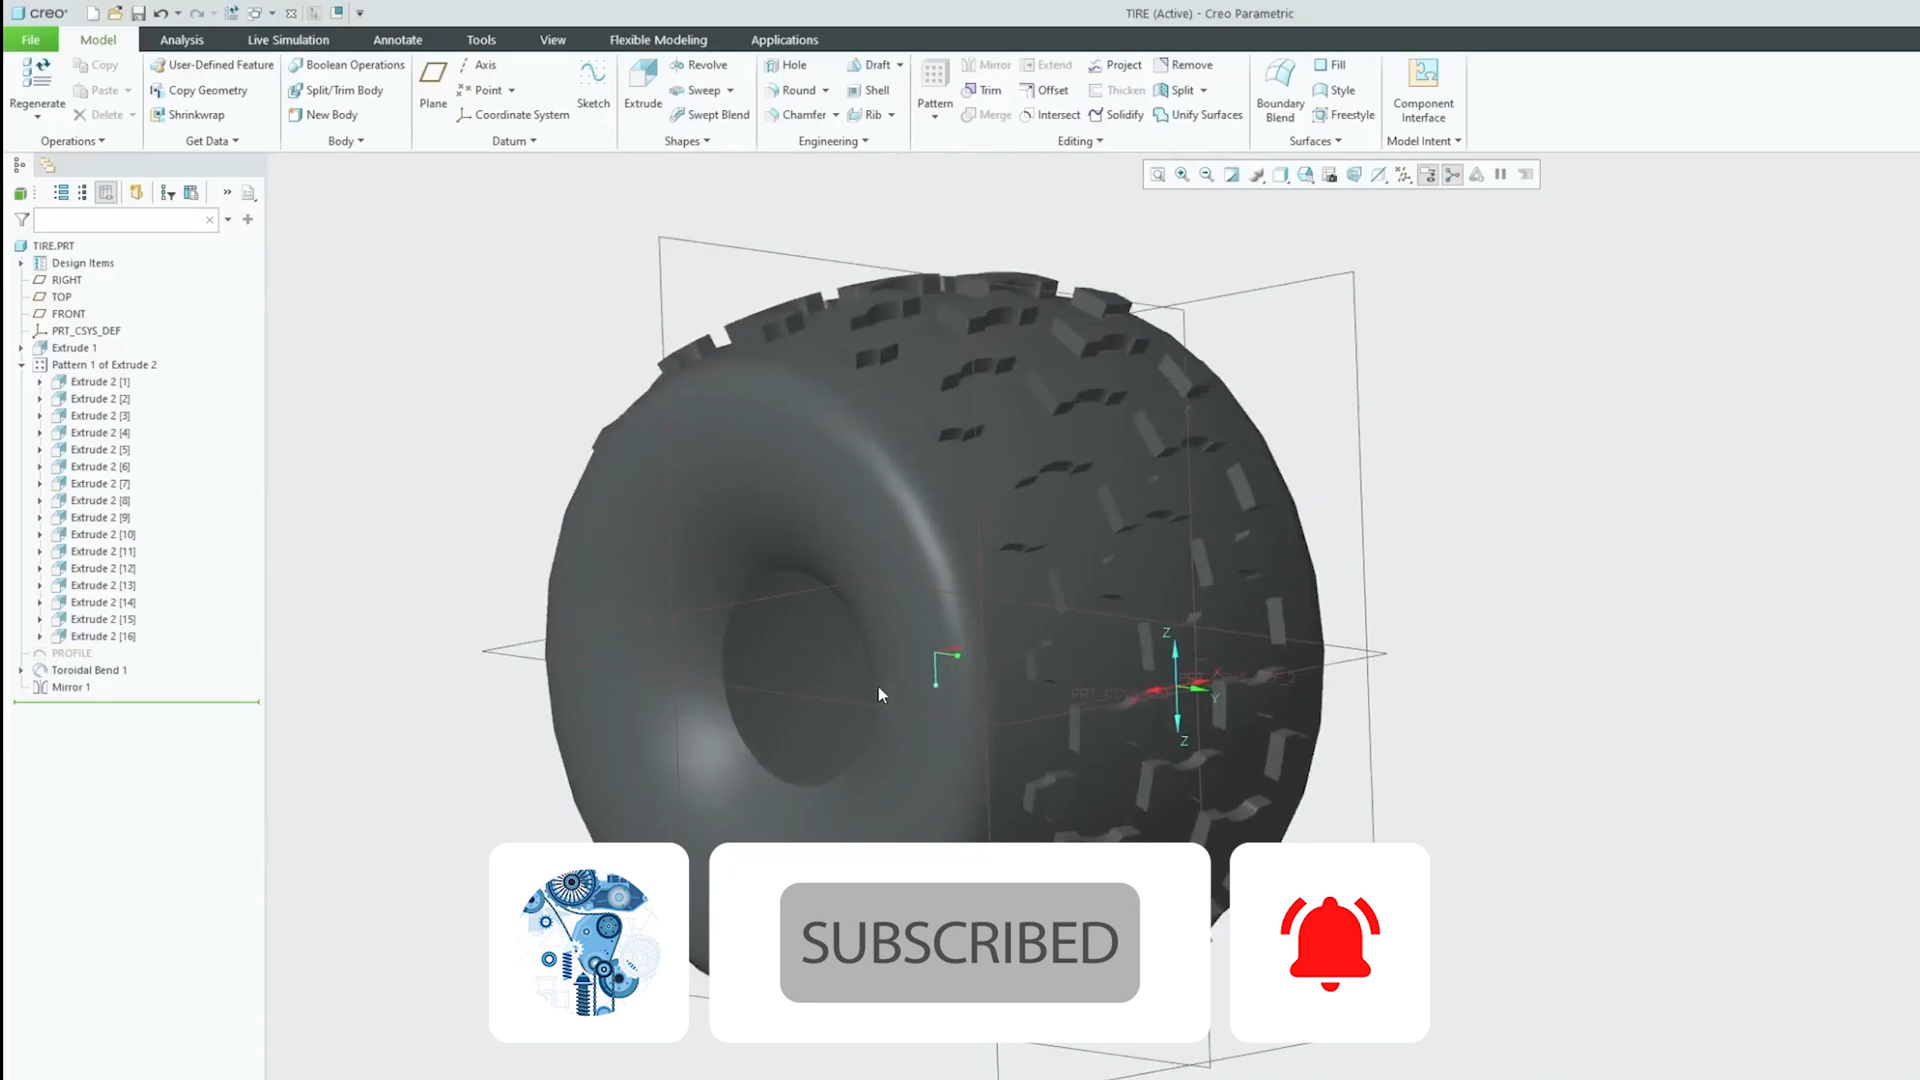 creo
TIRE (Active) - Creo Parametric
File
Model
Analysis
Live Simulation
Annotate
Tools
View
Flexible Modeling
Applications
Regenerate
Copy
Paste
Delete
Operations
User-Defined Feature
Copy Geometry
Shrinkwrap
Get Data
Boolean Operations
Split/Trim Body
New Body
Body
Plane
Axis
Point
Coordinate System
Sketch
Datum
Extrude
Revolve
Sweep
Swept Blend
Shapes
Hole
Round
Chamfer
Draft
Shell
Rib
Engineering
Pattern
Mirror
Trim
Merge
Extend
Offset
Intersect
Project
Thicken
Solidify
Remove
Split
Unify Surfaces
Editing
Boundary
Blend
Fill
Style
Freestyle
Surfaces
Component
Interface
Model Intent
TIRE.PRT
Design Items
RIGHT
TOP
FRONT
PRT_CSYS_DEF
Extrude 1
Pattern 1 of Extrude 2
Extrude 2 [1]
Extrude 2 [2]
Extrude 2 [3]
Extrude 2 [4]
Extrude 2 [5]
Extrude 2 [6]
Extrude 2 [7]
Extrude 2 [8]
Extrude 2 [9]
Extrude 2 [10]
Extrude 2 [11]
Extrude 2 [12]
Extrude 2 [13]
Extrude 2 [14]
Extrude 2 [15]
Extrude 2 [16]
PROFILE
Toroidal Bend 1
Mirror 1
Z
X
Y
Z
SUBSCRIBED